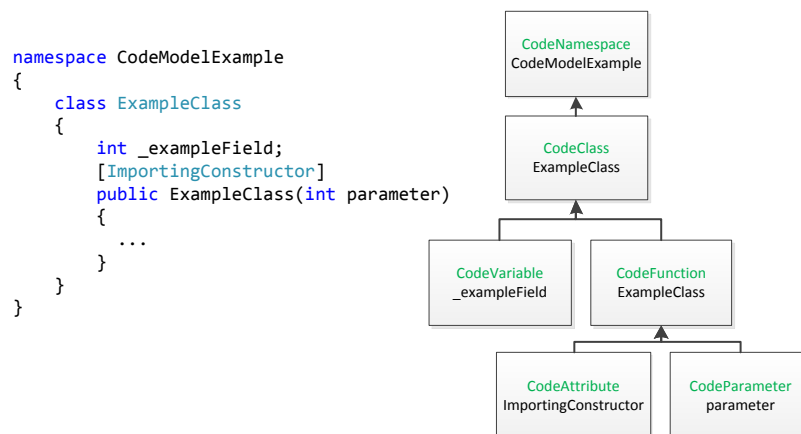 namespace CodeModelExample
{
    class ExampleClass
    {
        int _exampleField;
        [ImportingConstructor]
        public ExampleClass(int parameter)
        {
          ...
        }
    }
}
CodeNamespace
CodeModelExample
CodeClass
ExampleClass
CodeVariable
_exampleField
CodeFunction
ExampleClass
CodeAttribute
ImportingConstructor
CodeParameter
parameter